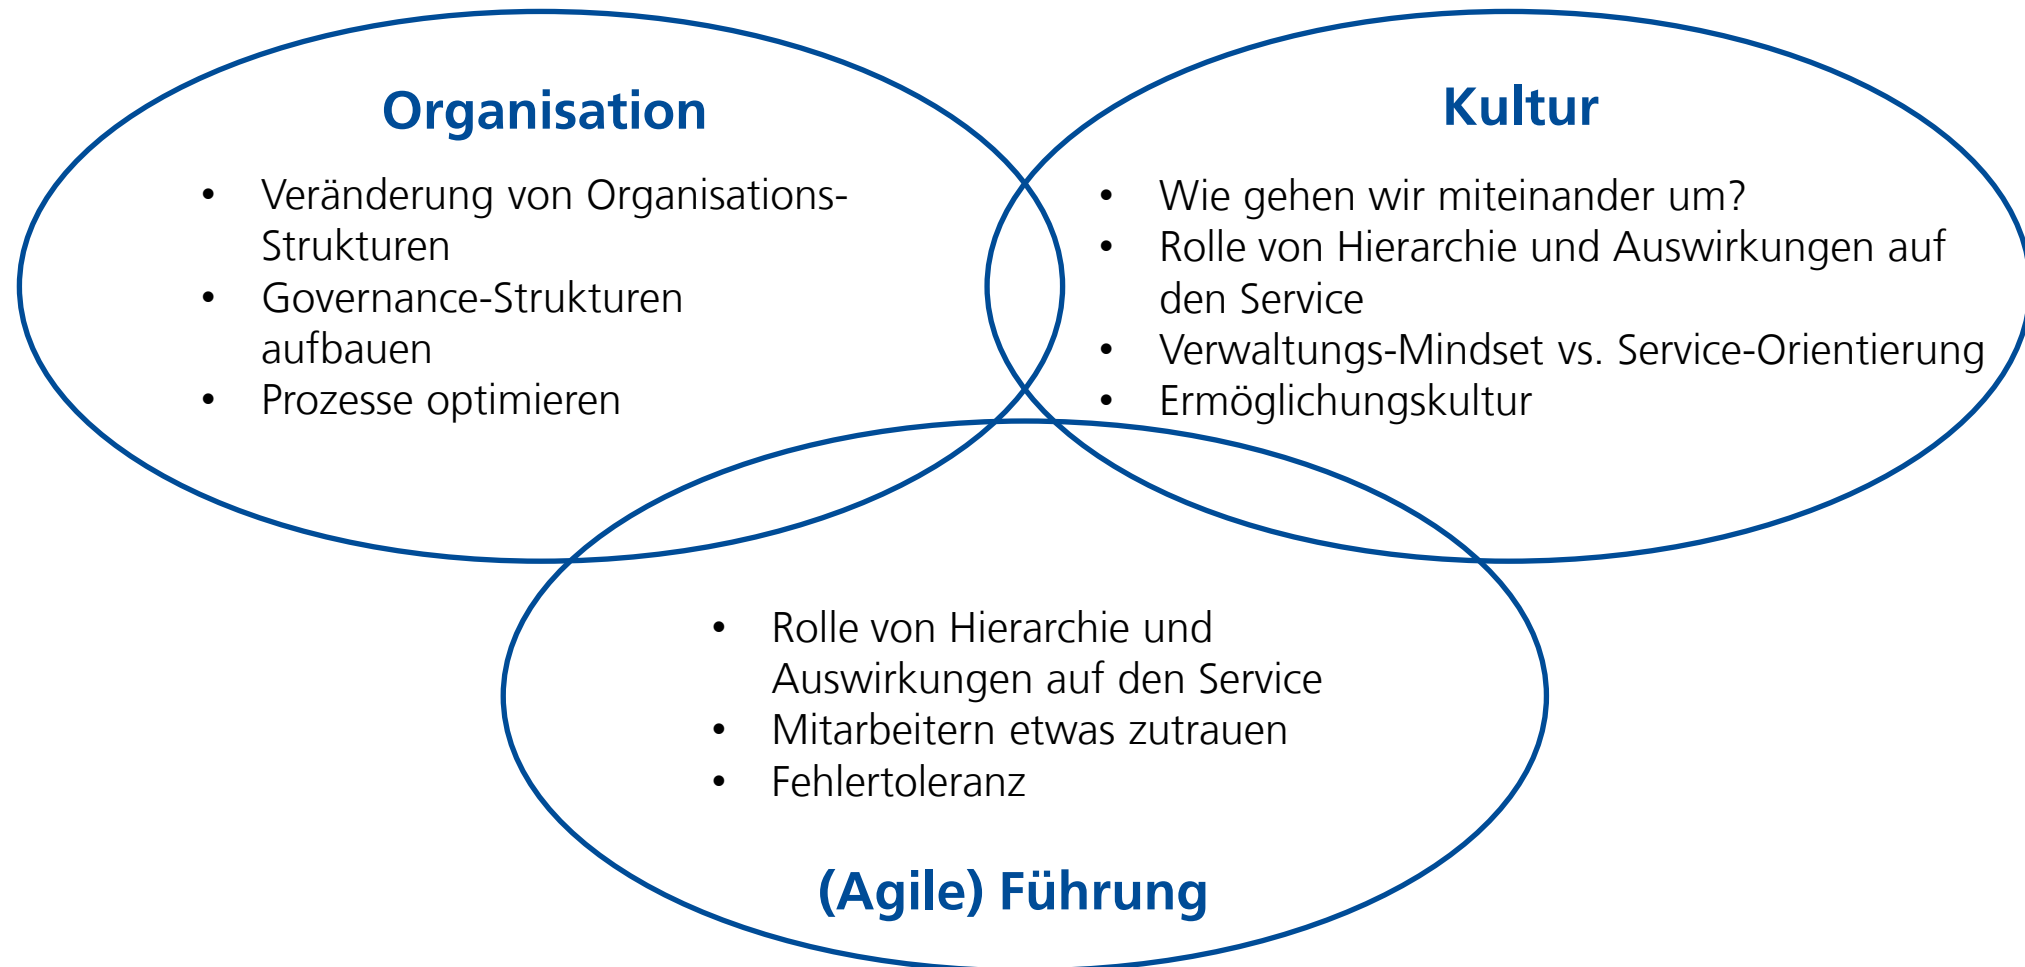 Organisation
• Veränderung von Organisations-
Strukturen
• Governance-Strukturen
aufbauen
• Prozesse optimieren
Kultur
• Wie gehen wir miteinander um?
• Rolle von Hierarchie und Auswirkungen auf
den Service
• Verwaltungs-Mindset vs. Service-Orientierung
• Ermöglichungskultur
• Rolle von Hierarchie und
Auswirkungen auf den Service
• Mitarbeitern etwas zutrauen
• Fehlertoleranz
(Agile) Führung